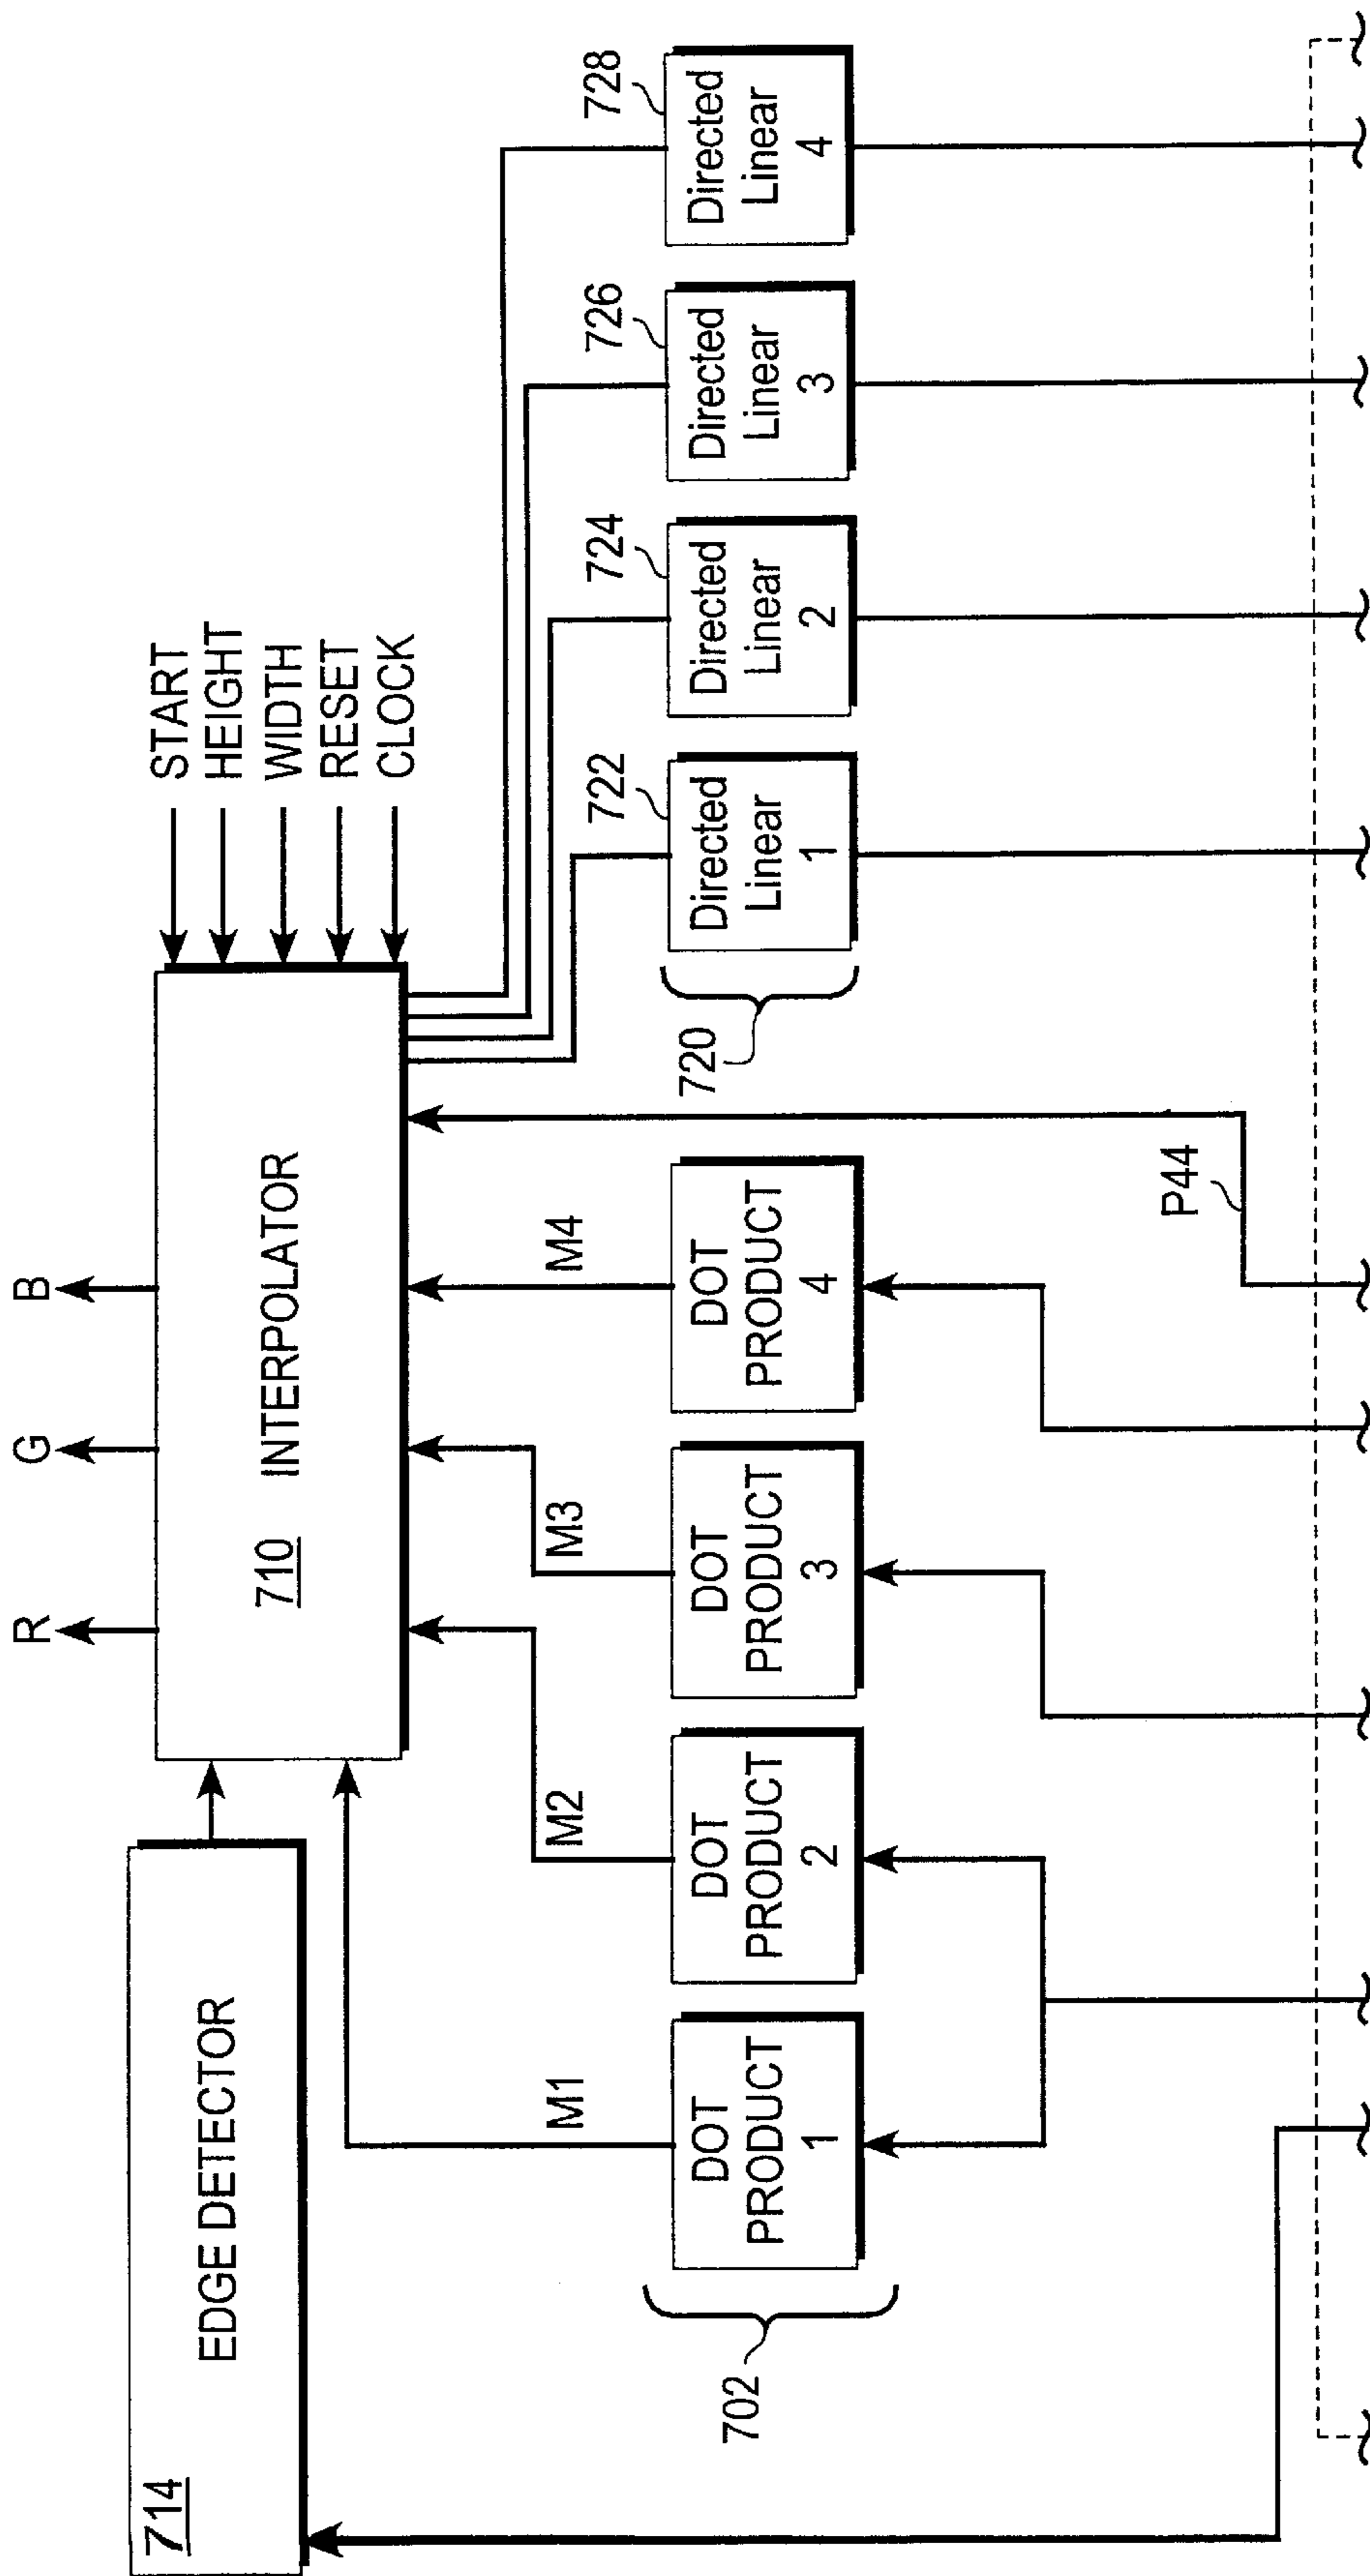 R
G
B
START
HEIGHT
WIDTH
RESET
CLOCK
714
EDGE DETECTOR
710 INTERPOLATOR
M1
M2
M3
M4
702
DOT
PRODUCT
1
DOT
PRODUCT
2
DOT
PRODUCT
3
DOT
PRODUCT
4
720
722
Directed
Linear
1
724
Directed
Linear
2
726
Directed
Linear
3
728
Directed
Linear
4
P44